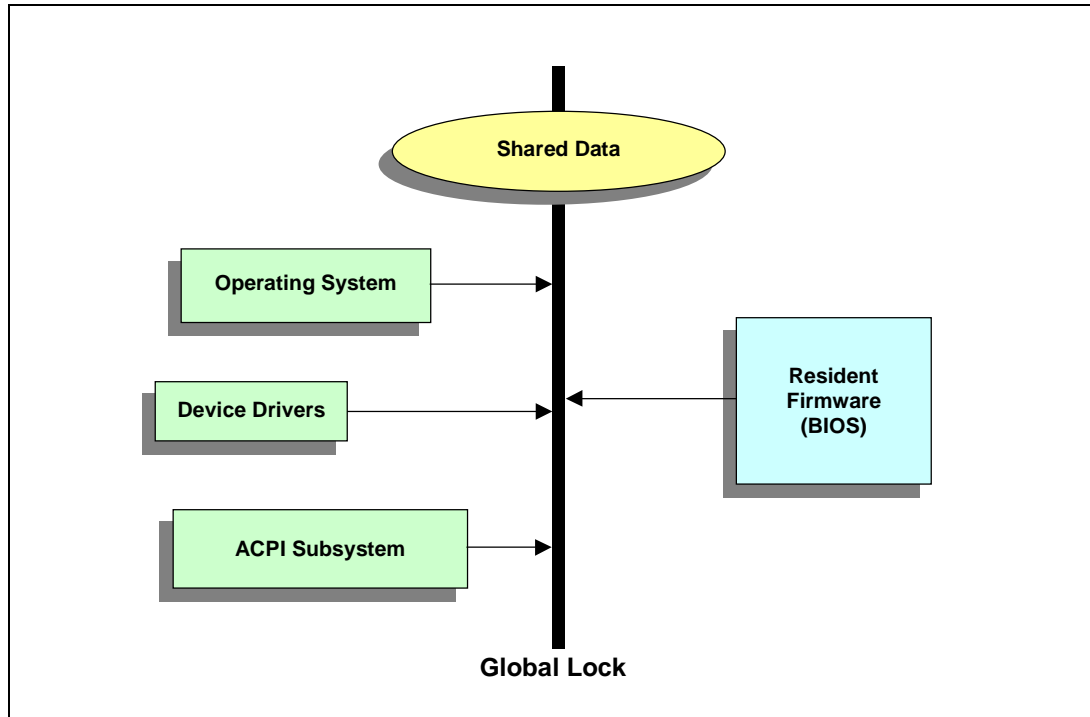 Shared Data
Operating System
Device Drivers
Resident
Firmware
(BIOS)
ACPI Subsystem
Global Lock